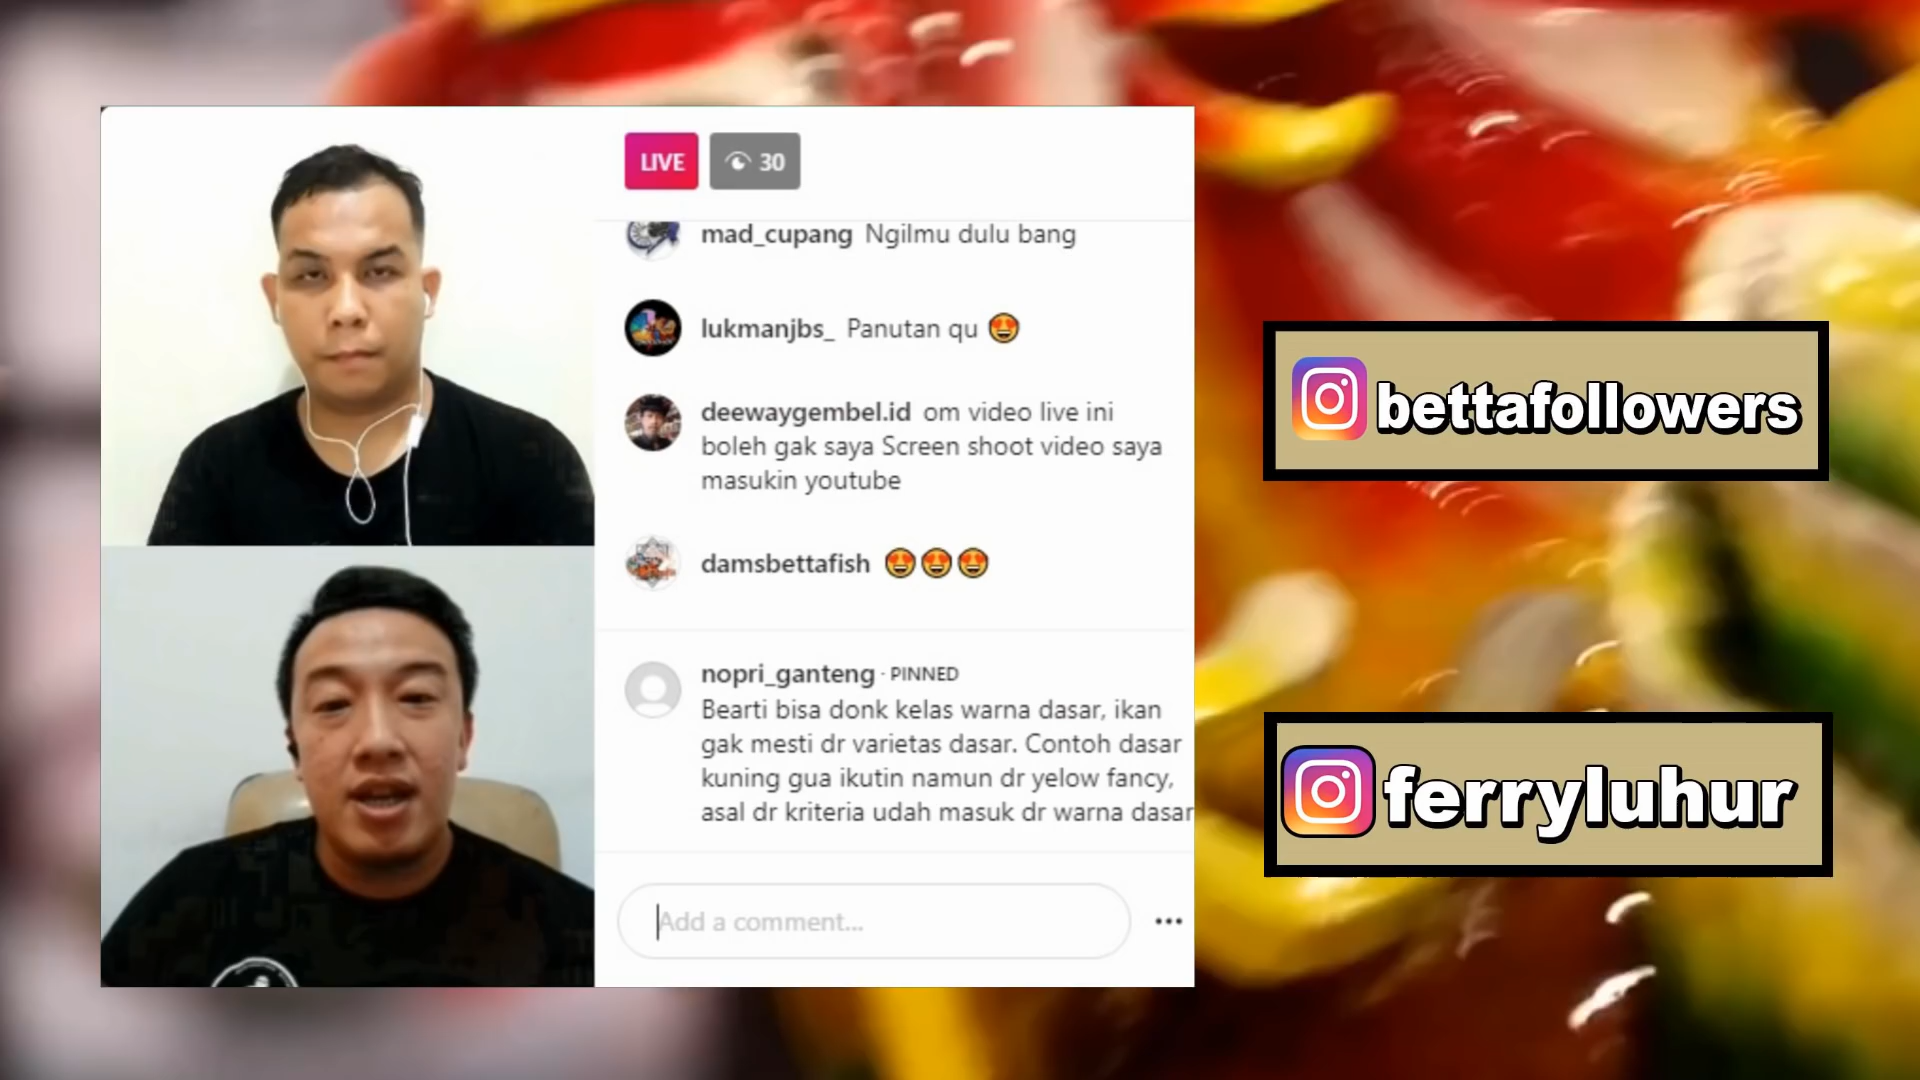 LIVE 30
mad_cupang Ngilmu dulu bang
lukmanjbs_ Panutan qu 😍
deewaygembel.id om video live ini
boleh gak saya Screen shoot video saya
masukin youtube
damsbettafish 😍😍😍
nopri_ganteng · PINNED
Bearti bisa donk kelas warna dasar, ikan
gak mesti dr varietas dasar. Contoh dasar
kuning gua ikutin namun dr yelow fancy,
asal dr kriteria udah masuk dr warna dasar
Add a comment...
bettafollowers
ferryluhur